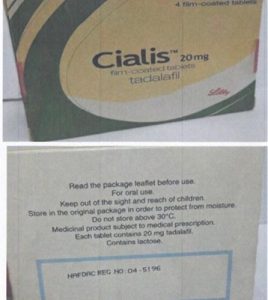 4 film-coated tablets
Cialis™ 20 mg
film-coated tablets
tadalafil
Lilly
Read the package leaflet before use.
For oral use.
Keep out of the sight and reach of children.
Store in the original package in order to protect from moisture.
Do not store above 30°C.
Medicinal product subject to medical prescription.
Each tablet contains 20 mg tadalafil.
Contains lactose.
NAFDAC REG NO: 04-5196